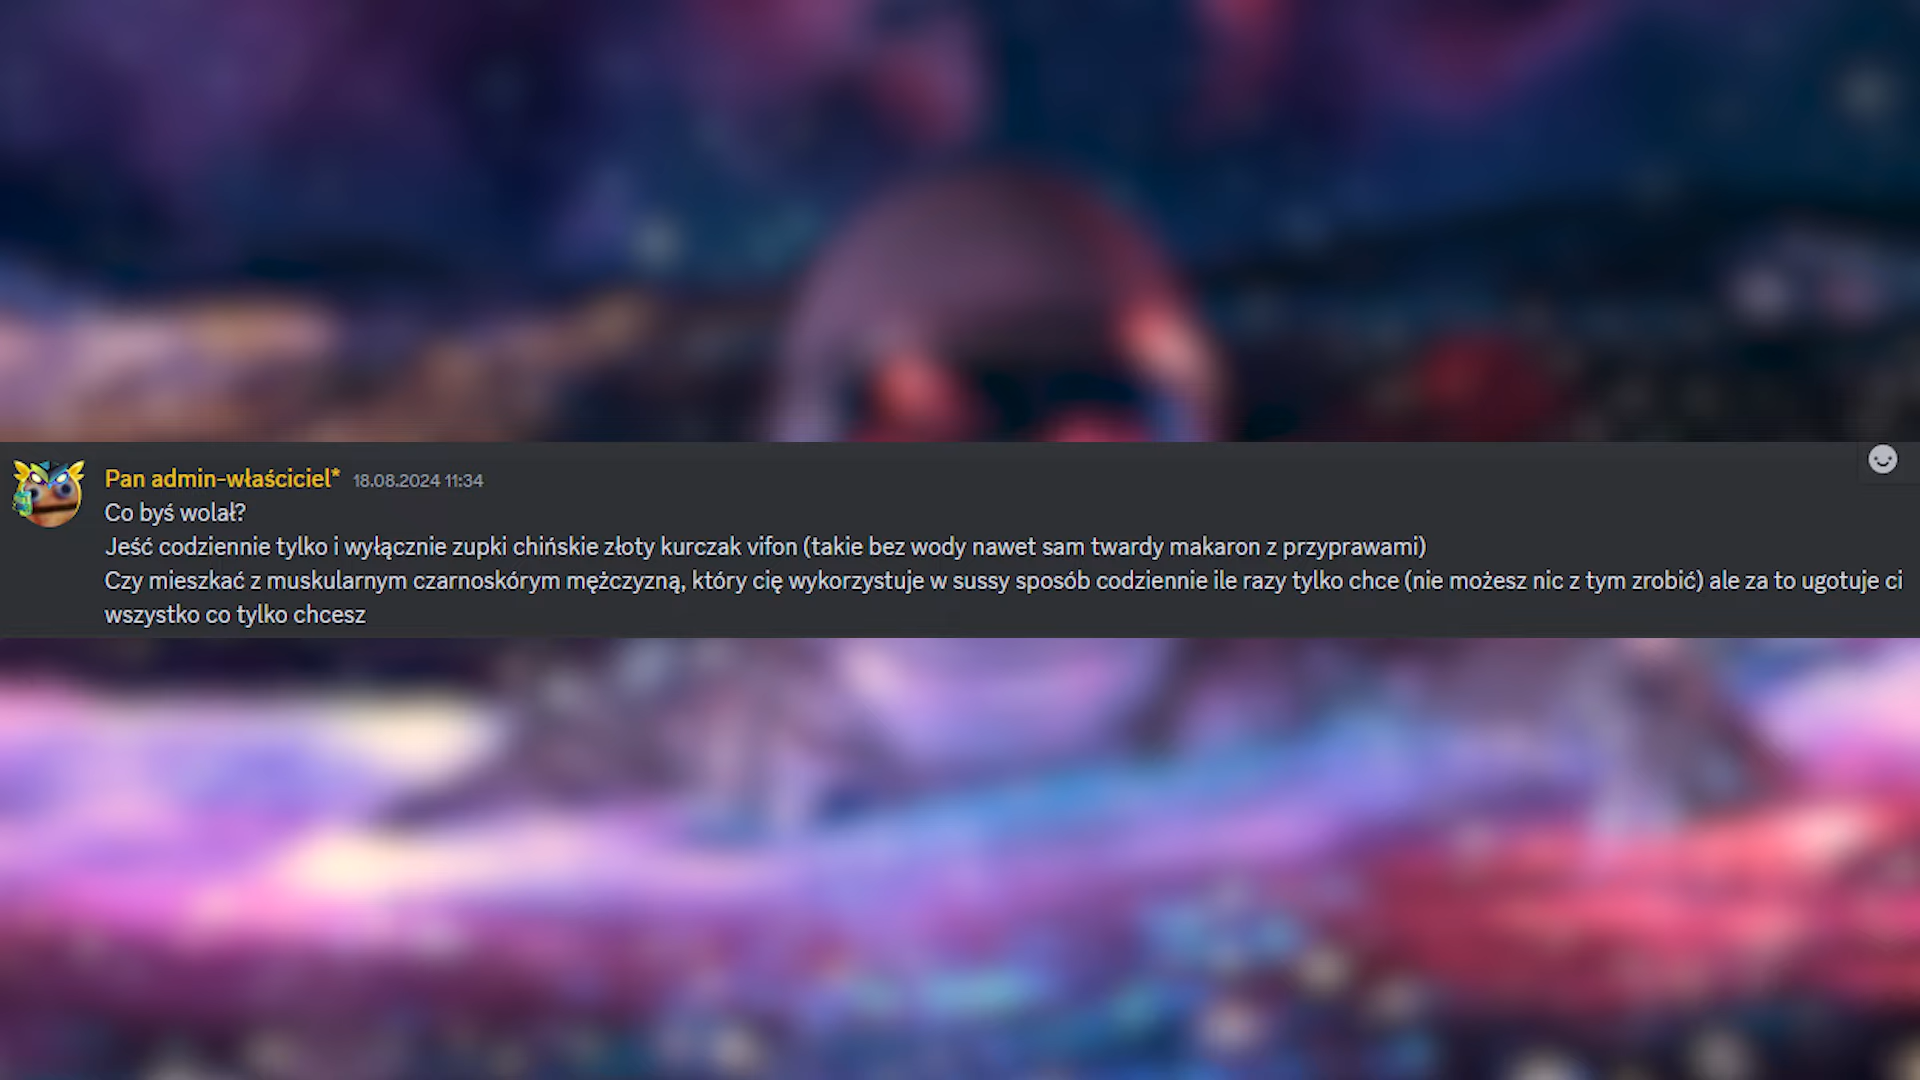 Pan admin-właściciel* 18.08.2024 11:34
Co byś wolał?
Jeść codziennie tylko i wyłącznie zupki chińskie złoty kurczak vifon (takie bez wody nawet sam twardy makaron z przyprawami)
Czy mieszkać z muskularnym czarnoskórym mężczyzną, który cię wykorzystuje w sussy sposób codziennie ile razy tylko chce (nie możesz nic z tym zrobić) ale za to ugotuje ci
wszystko co tylko chcesz